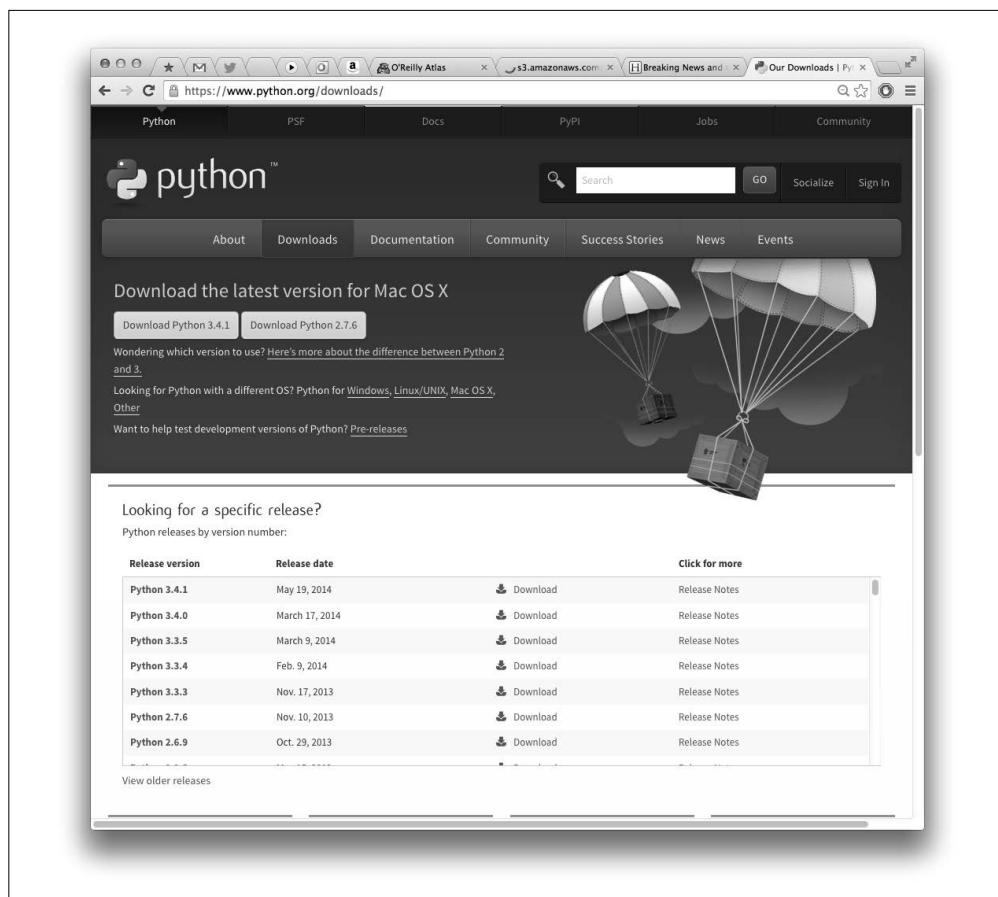 O'Reilly Atlas
s3.amazonaws.com
Breaking News and
Our Downloads | Py
https://www.python.org/downloads/
Python PSF Docs PyPI Jobs Community
python™
Search GO Socialize Sign In
About Downloads Documentation Community Success Stories News Events
Download the latest version for Mac OS X
Download Python 3.4.1 Download Python 2.7.6
Wondering which version to use? Here's more about the difference between Python 2
and 3.
Looking for Python with a different OS? Python for Windows, Linux/UNIX, Mac OS X,
Other
Want to help test development versions of Python? Pre-releases
Looking for a specific release?
Python releases by version number:
Release version Release date Click for more
Python 3.4.1 May 19, 2014 Download Release Notes
Python 3.4.0 March 17, 2014 Download Release Notes
Python 3.3.5 March 9, 2014 Download Release Notes
Python 3.3.4 Feb. 9, 2014 Download Release Notes
Python 3.3.3 Nov. 17, 2013 Download Release Notes
Python 2.7.6 Nov. 10, 2013 Download Release Notes
Python 2.6.9 Oct. 29, 2013 Download Release Notes
View older releases